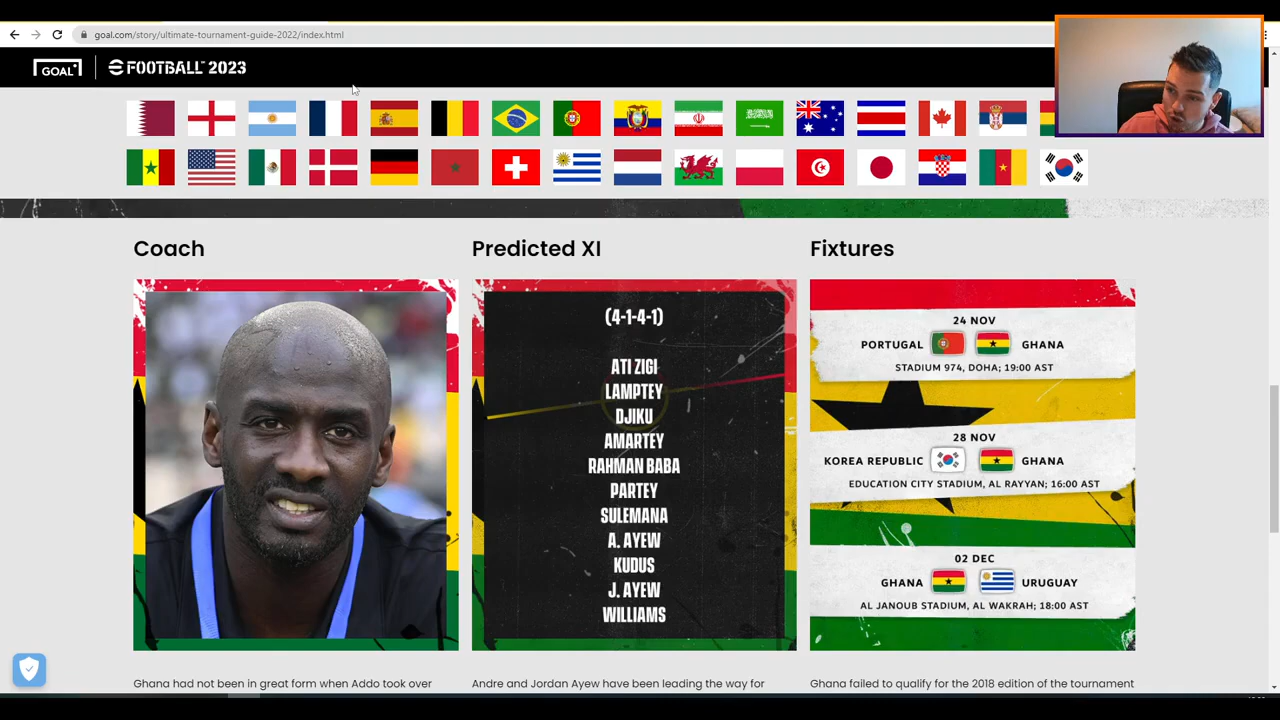 goal.com/story/ultimate-tournament-guide-2022/index.html
GOAL
FOOTBALL™ 2023
Coach
Predicted XI
Fixtures
(4-1-4-1)
ATI ZIGI
LAMPTEY
DJIKU
AMARTEY
RAHMAN BABA
PARTEY
SULEMANA
A. AYEW
KUDUS
J. AYEW
WILLIAMS
24 NOV
PORTUGAL GHANA
STADIUM 974, DOHA; 19:00 AST
28 NOV
KOREA REPUBLIC GHANA
EDUCATION CITY STADIUM, AL RAYYAN; 16:00 AST
02 DEC
GHANA URUGUAY
AL JANOUB STADIUM, AL WAKRAH; 18:00 AST
Ghana had not been in great form when Addo took over
Andre and Jordan Ayew have been leading the way for
Ghana failed to qualify for the 2018 edition of the tournament